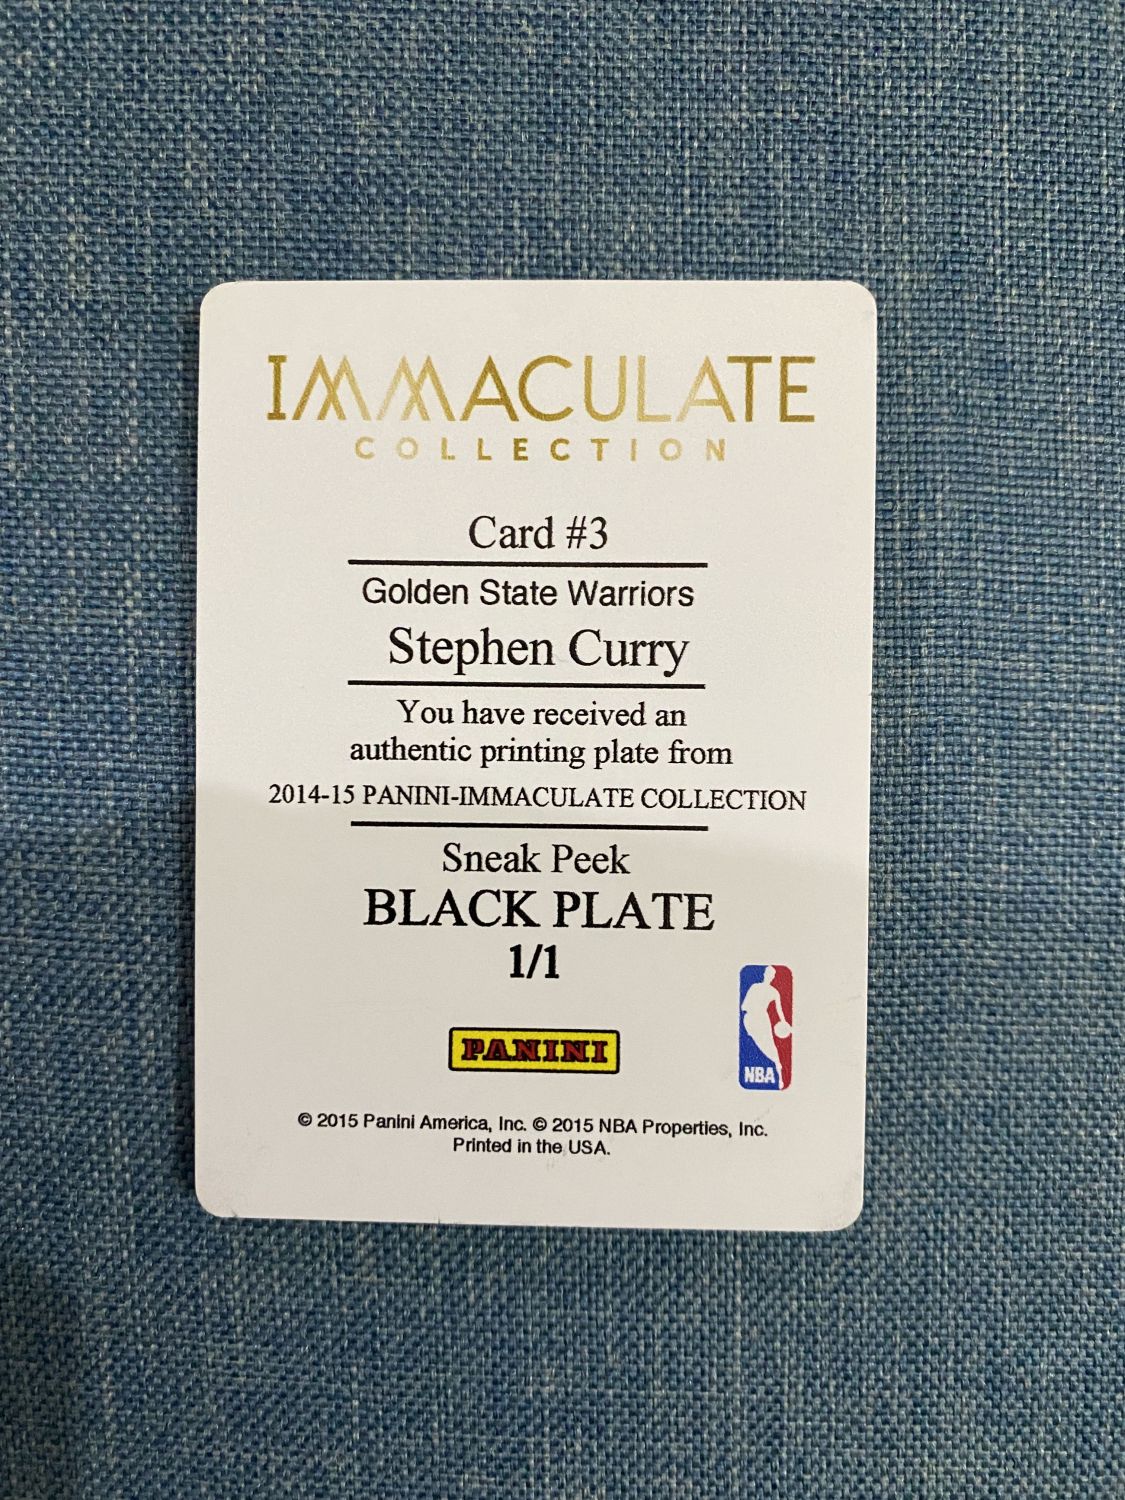 IMMACULATE
COLLECTION
Card #3
Golden State Warriors
Stephen Curry
You have received an
authentic printing plate from
2014-15 PANINI-IMMACULATE COLLECTION
Sneak Peek
BLACK PLATE
1/1
NBA
PANINI
© 2015 Panini America, Inc. © 2015 NBA Properties, Inc.
Printed in the USA.